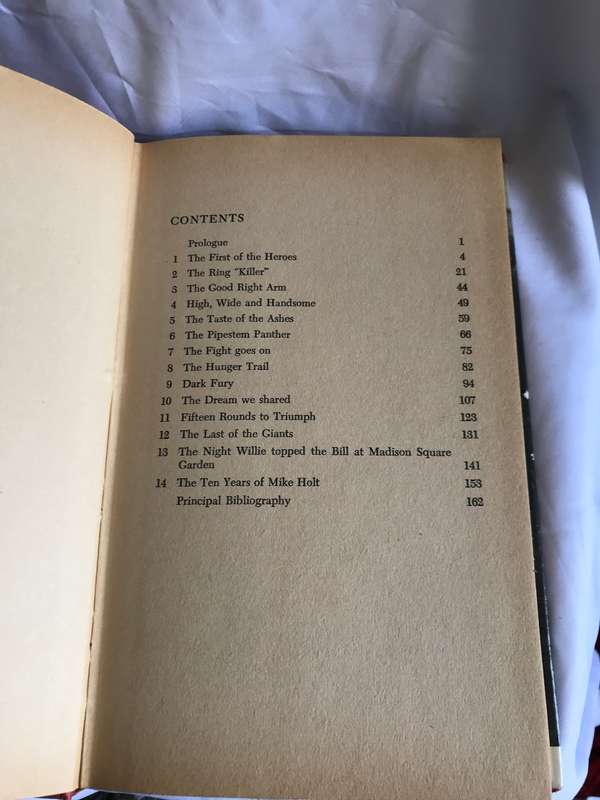 CONTENTS
Prologue 1
1 The First of the Heroes 4
2 The Ring "Killer" 21
3 The Good Right Arm 44
4 High, Wide and Handsome 49
5 The Taste of the Ashes 59
6 The Pipestem Panther 66
7 The Fight goes on 75
8 The Hunger Trail 82
9 Dark Fury 94
10 The Dream we shared 107
11 Fifteen Rounds to Triumph 123
12 The Last of the Giants 131
13 The Night Willie topped the Bill at Madison Square
Garden 141
14 The Ten Years of Mike Holt 153
Principal Bibliography 162